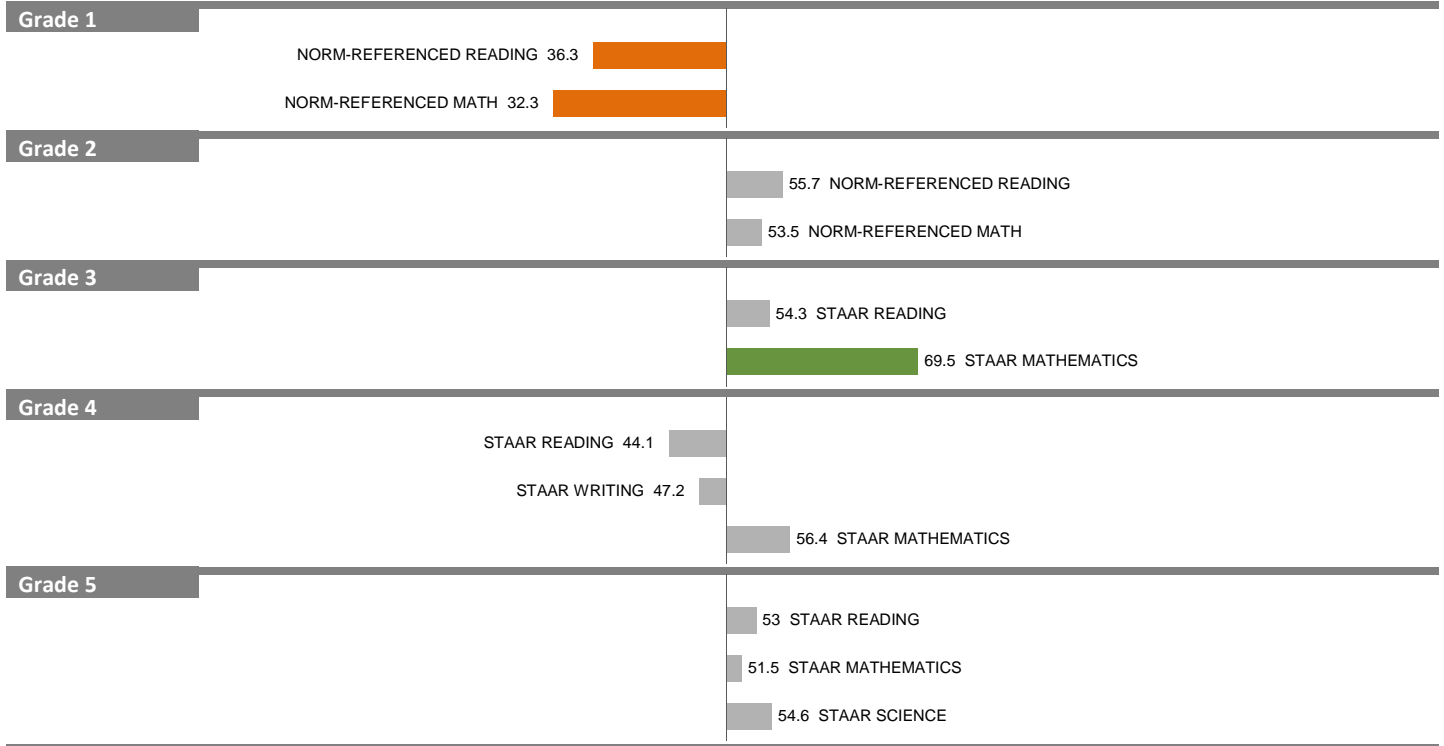 Grade 1
NORM-REFERENCED READING 36.3
NORM-REFERENCED MATH 32.3
Grade 2
55.7 NORM-REFERENCED READING
53.5 NORM-REFERENCED MATH
Grade 3
54.3 STAAR READING
69.5 STAAR MATHEMATICS
Grade 4
STAAR READING 44.1
STAAR WRITING 47.2
56.4 STAAR MATHEMATICS
Grade 5
53 STAAR READING
51.5 STAAR MATHEMATICS
54.6 STAAR SCIENCE